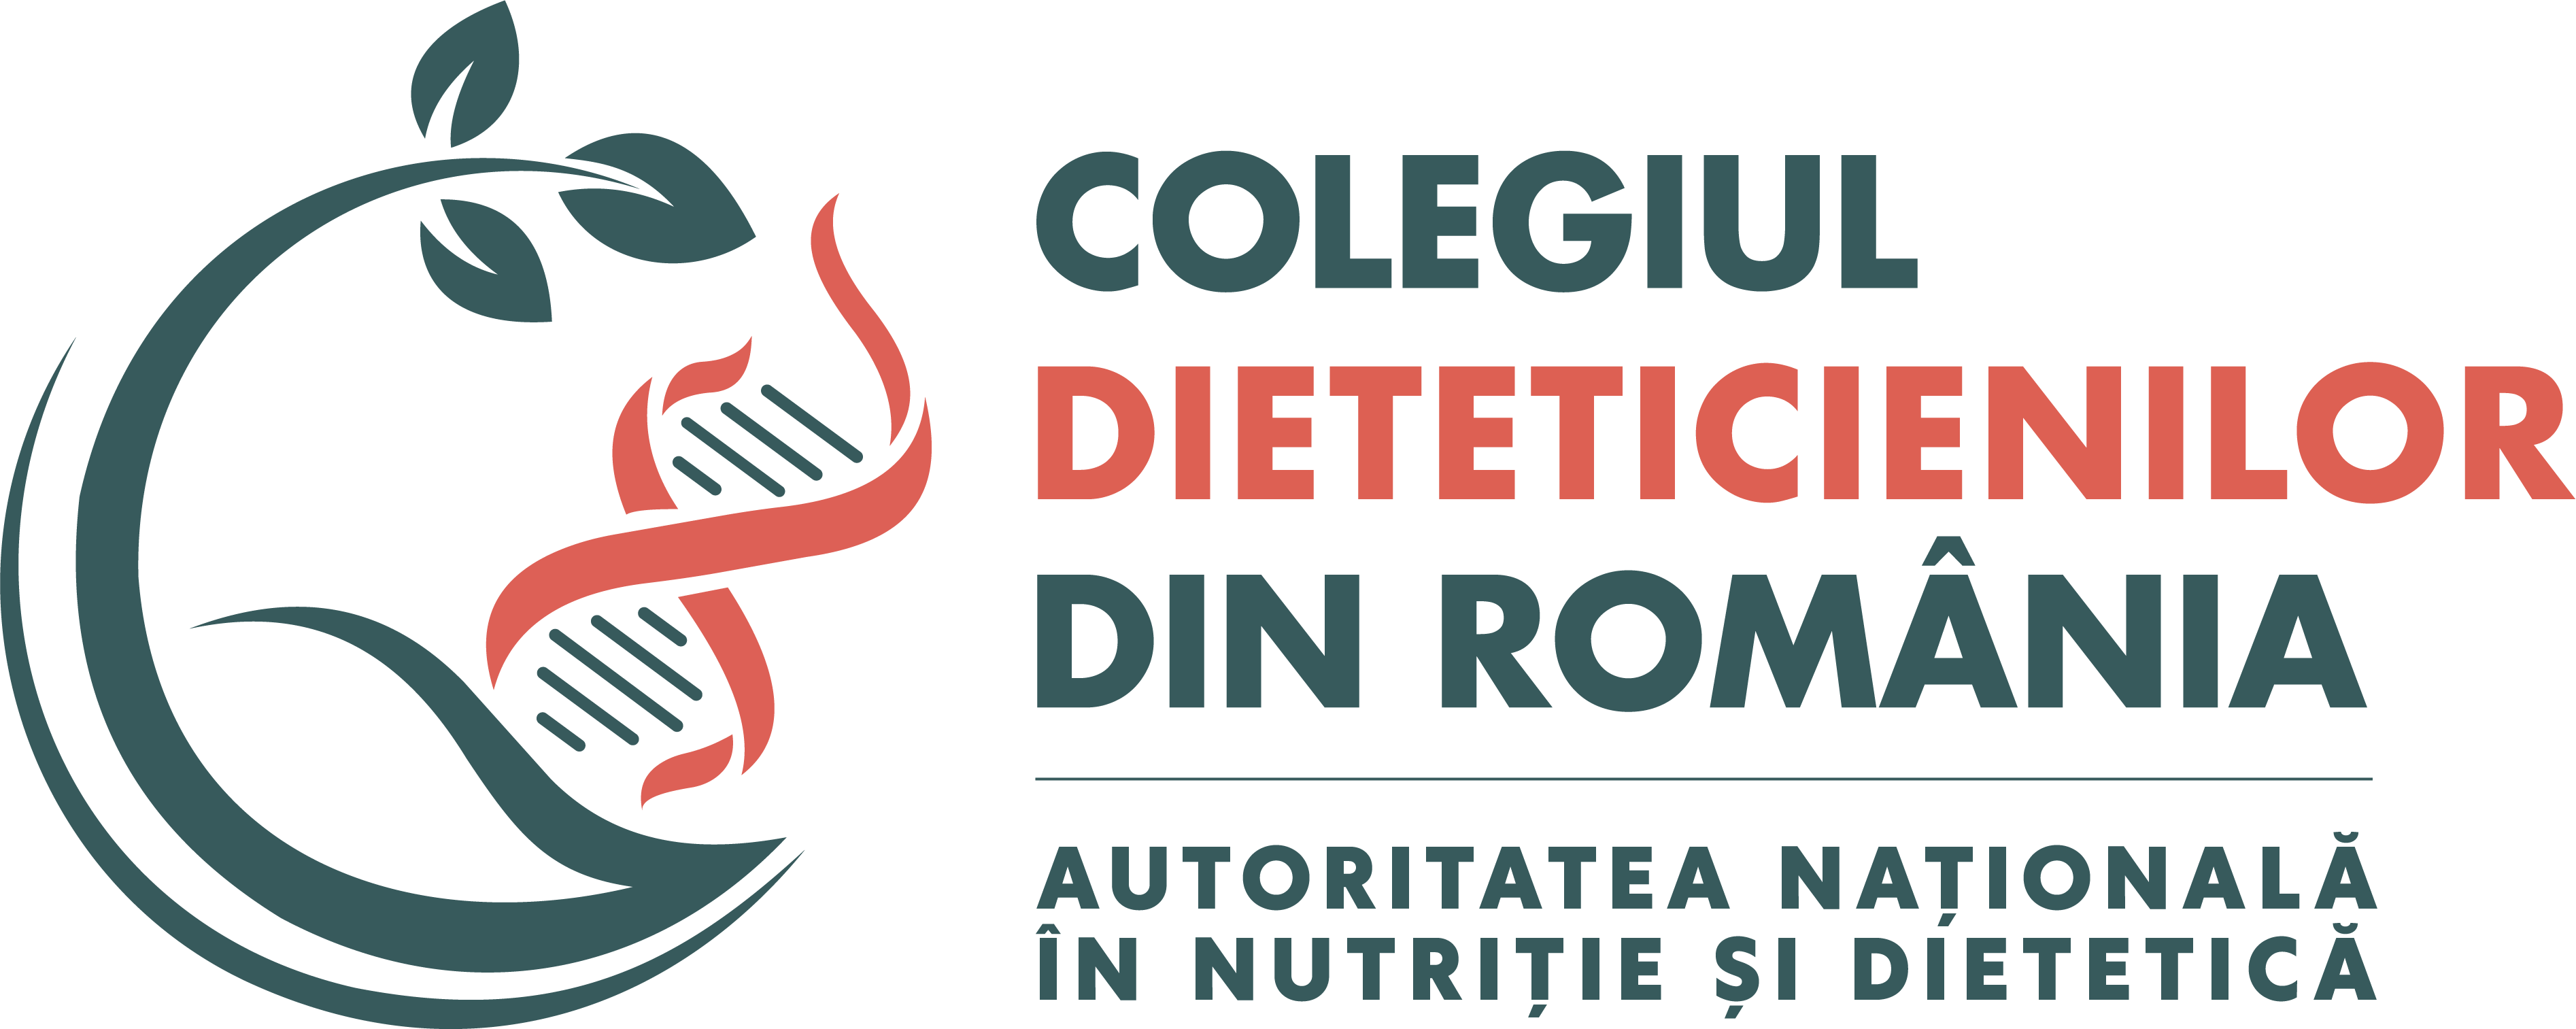 COLEGIUL
DIETETICIENILOR
DIN ROMÂNIA
AUTORITATEA NAȚIONALĂ
ÎN NUTRIȚIE ȘI DIETETICĂ